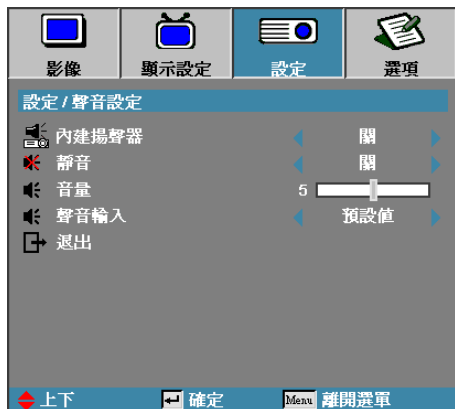 影像 顯示設定 設定 選項
設定 / 聲音設定
內建揚聲器 關
靜音 關
音量 5
聲音輸入 預設值
退出
上下 確定 Menu 離開選單